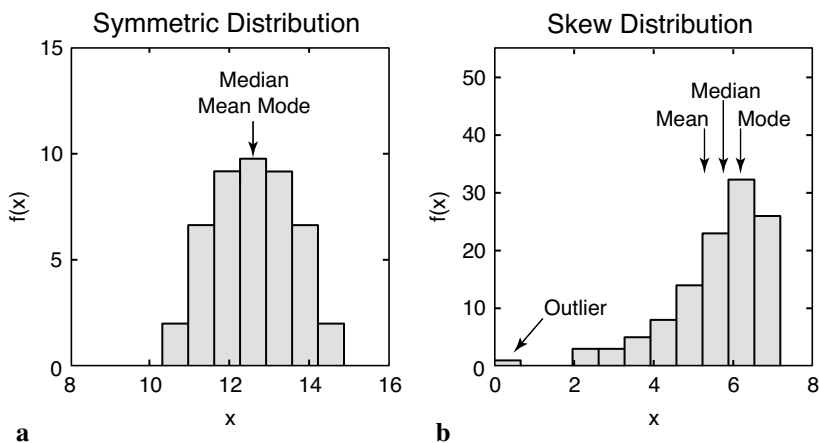 Symmetric Distribution
15
10
5
0
f(x)
Median
Mean Mode
8 10 12 14 16
x
a
Skew Distribution
50
40
30
20
10
0
f(x)
Median
Mean Mode
Outlier
0 2 4 6 8
x
b